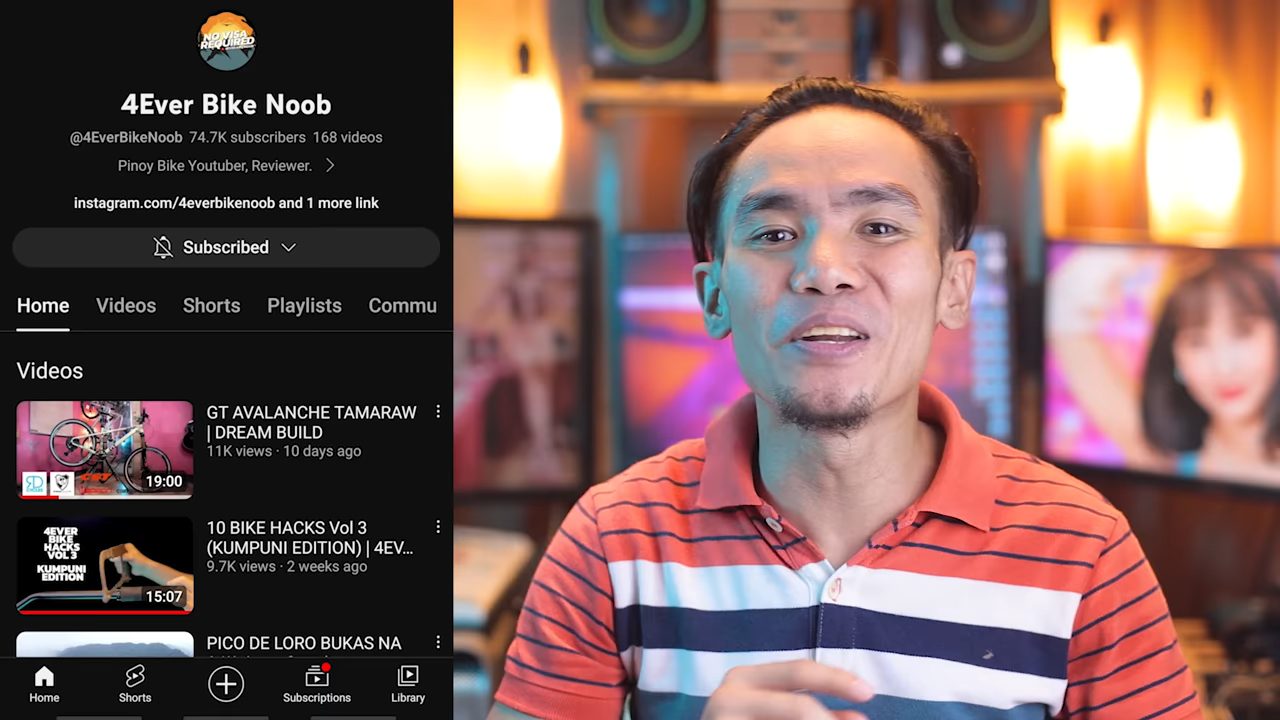 NO VISA
REQUIRED
4Ever Bike Noob
@4EverBikeNoob 74.7K subscribers 168 videos
Pinoy Bike Youtuber, Reviewer.
instagram.com/4everbikenoob and 1 more link
Subscribed
Home Videos Shorts Playlists Commu
Videos
GT AVALANCHE TAMARAW
| DREAM BUILD
11K views · 10 days ago
19:00
10 BIKE HACKS Vol 3
(KUMPUNI EDITION) | 4EV...
9.7K views · 2 weeks ago
4EVER
BIKE
HACKS
VOL 3
KUMPUNI
EDITION
15:07
PICO DE LORO BUKAS NA
Home Shorts Subscriptions Library